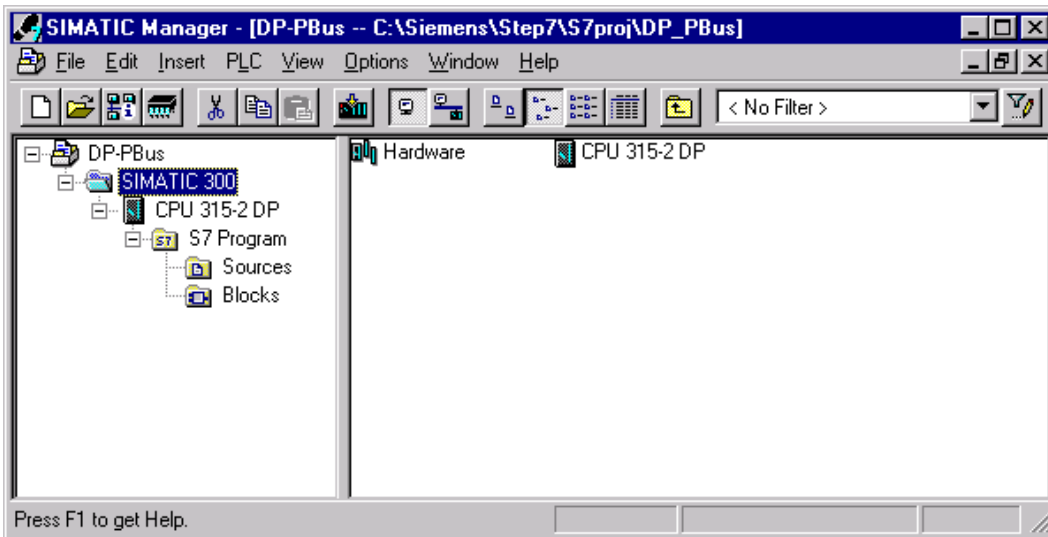 SIMATIC Manager - [DP-PBus -- C:\Siemens\Step7\S7proj\DP_PBus]
File Edit Insert PLC View Options Window Help
< No Filter >
DP-PBus
SIMATIC 300
CPU 315-2 DP
S7 Program
Sources
Blocks
Hardware CPU 315-2 DP
Press F1 to get Help.